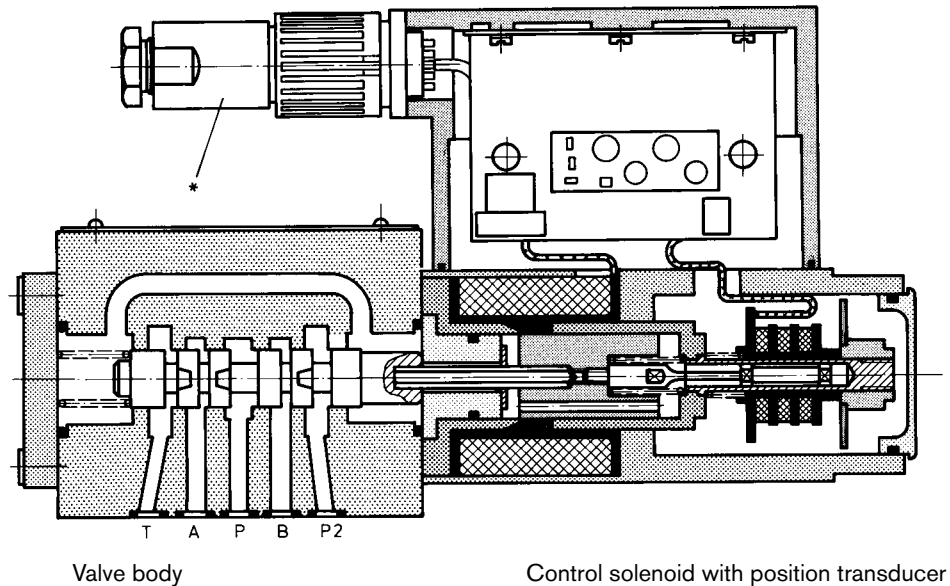 *
T A P B P2
Valve body
Control solenoid with position transducer